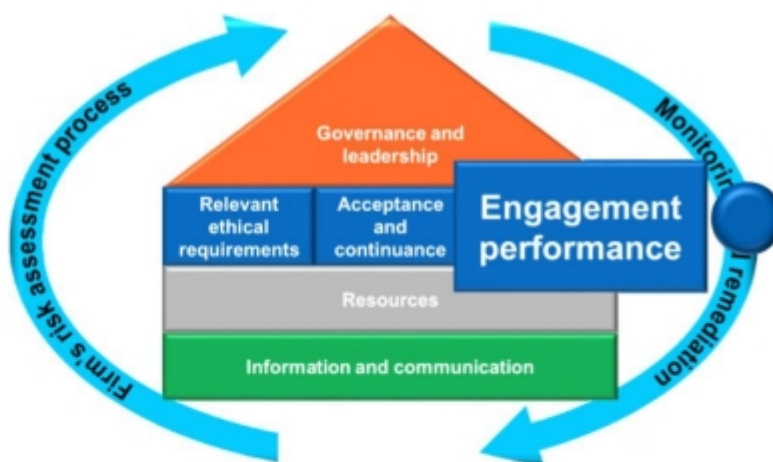 Firm's risk assessment process
Governance and
leadership
Relevant
ethical
requirements
Acceptance
and
continuance
Engagement
performance
Resources
Information and communication
Monitorin
remediation